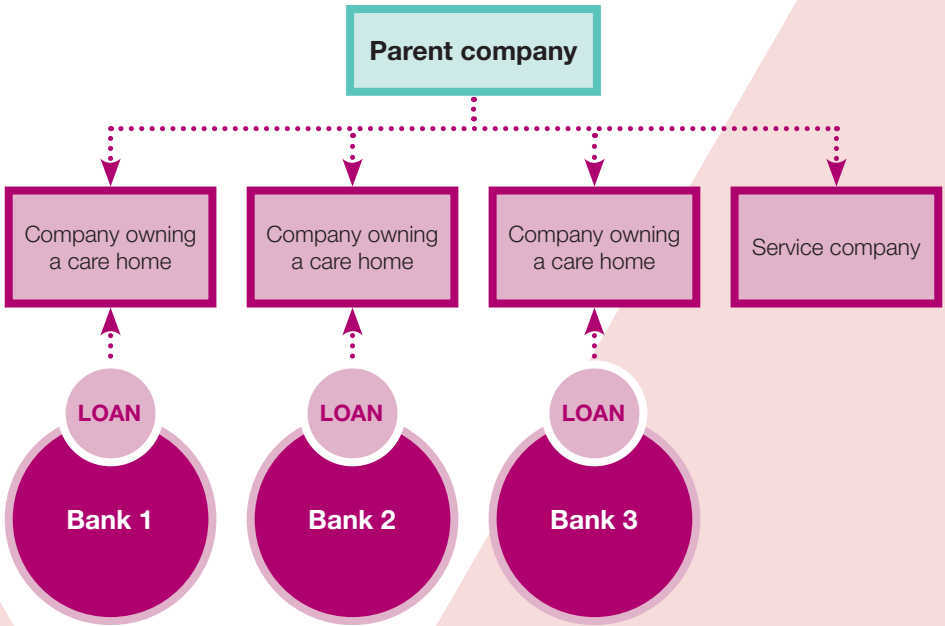 Parent company
Company owning
a care home
Company owning
a care home
Company owning
a care home
Service company
LOAN
LOAN
LOAN
Bank 1
Bank 2
Bank 3